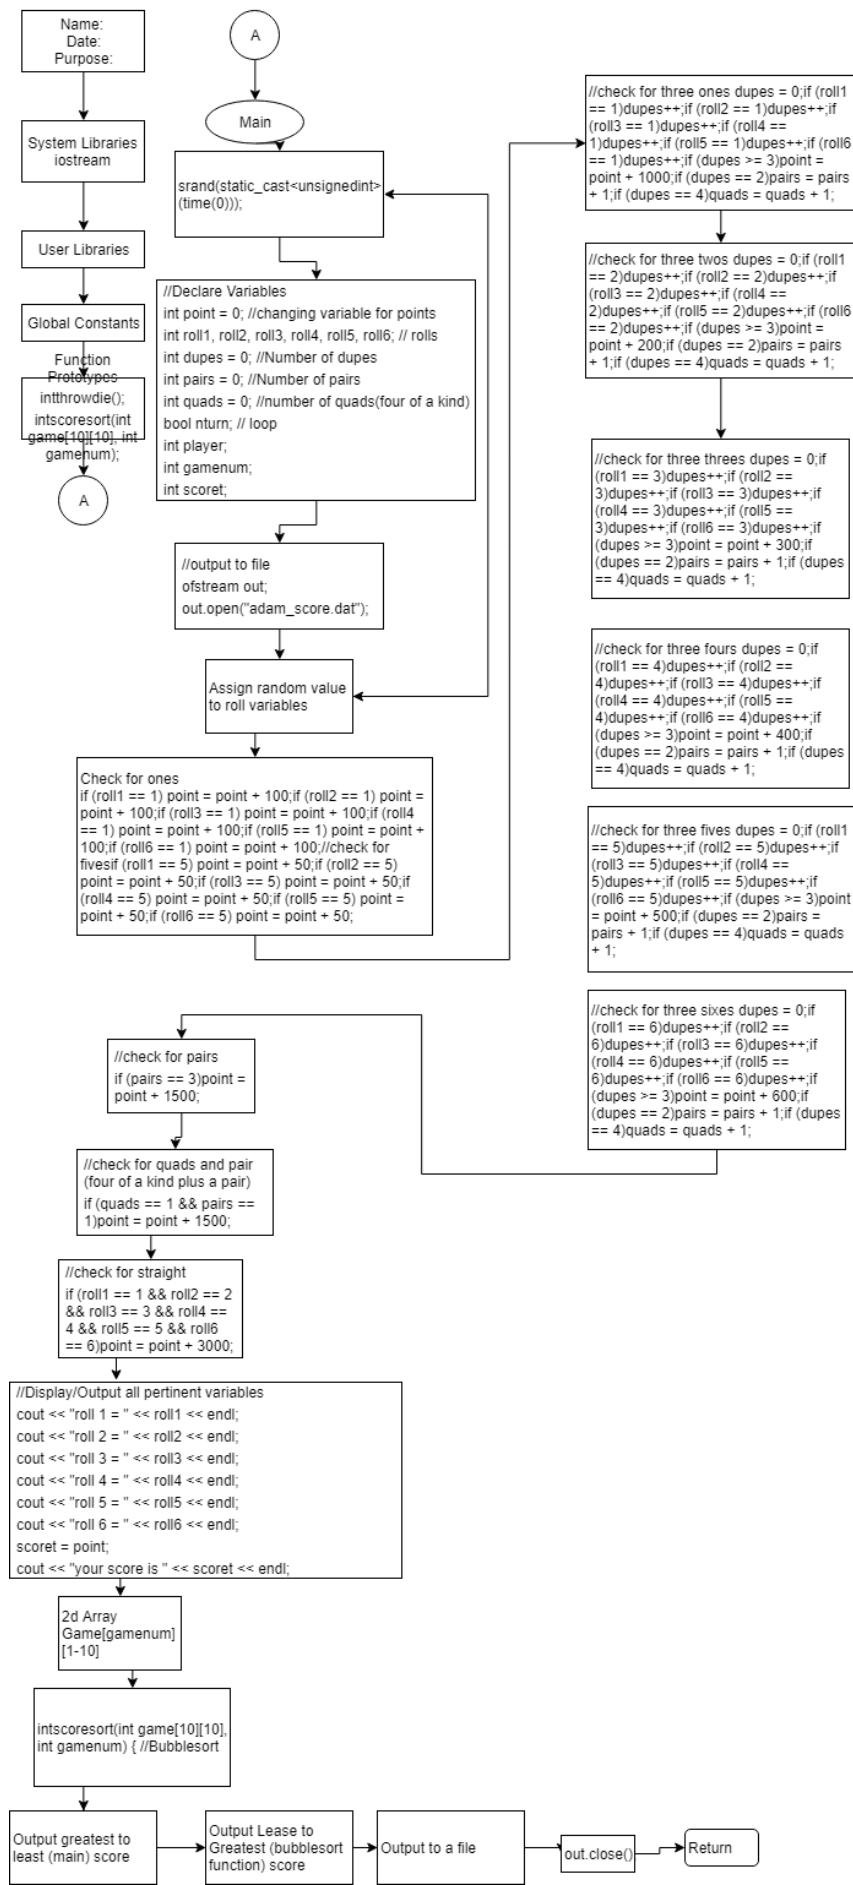 Name:
Date:
Purpose:
System Libraries
iostream
User Libraries
Global Constants
Function
Prototypes
intthrowdie();
intscoresort(int
game[10][10], int
gamenum);
A
A
Main
srand(static_cast<unsignedint>
(time(0)));
//Declare Variables
int point = 0; //changing variable for points
int roll1, roll2, roll3, roll4, roll5, roll6; // rolls
int dupes = 0; //Number of dupes
int pairs = 0; //Number of pairs
int quads = 0; //number of quads(four of a kind)
bool nturn; // loop
int player;
int gamenum;
int scoret;
//output to file
ofstream out;
out.open("adam_score.dat");
Assign random value
to roll variables
Check for ones
if (roll1 == 1) point = point + 100;if (roll2 == 1) point =
point + 100;if (roll3 == 1) point = point + 100;if (roll4
== 1) point = point + 100;if (roll5 == 1) point = point +
100;if (roll6 == 1) point = point + 100;//check for
fivesif (roll1 == 5) point = point + 50;if (roll2 == 5)
point = point + 50;if (roll3 == 5) point = point + 50;if
(roll4 == 5) point = point + 50;if (roll5 == 5) point =
point + 50;if (roll6 == 5) point = point + 50;
//check for three ones dupes = 0;if (roll1
== 1)dupes++;if (roll2 == 1)dupes++;if
(roll3 == 1)dupes++;if (roll4 ==
1)dupes++;if (roll5 == 1)dupes++;if (roll6
== 1)dupes++;if (dupes >= 3)point =
point + 1000;if (dupes == 2)pairs = pairs
+ 1;if (dupes == 4)quads = quads + 1;
//check for three twos dupes = 0;if (roll1
== 2)dupes++;if (roll2 == 2)dupes++;if
(roll3 == 2)dupes++;if (roll4 ==
2)dupes++;if (roll5 == 2)dupes++;if (roll6
== 2)dupes++;if (dupes >= 3)point =
point + 200;if (dupes == 2)pairs = pairs +
1;if (dupes == 4)quads = quads + 1;
//check for three threes dupes = 0;if
(roll1 == 3)dupes++;if (roll2 ==
3)dupes++;if (roll3 == 3)dupes++;if
(roll4 == 3)dupes++;if (roll5 ==
3)dupes++;if (roll6 == 3)dupes++;if
(dupes >= 3)point = point + 300;if
(dupes == 2)pairs = pairs + 1;if (dupes
== 4)quads = quads + 1;
//check for three fours dupes = 0;if
(roll1 == 4)dupes++;if (roll2 ==
4)dupes++;if (roll3 == 4)dupes++;if
(roll4 == 4)dupes++;if (roll5 ==
4)dupes++;if (roll6 == 4)dupes++;if
(dupes >= 3)point = point + 400;if
(dupes == 2)pairs = pairs + 1;if (dupes
== 4)quads = quads + 1;
//check for three fives dupes = 0;if (roll1
== 5)dupes++;if (roll2 == 5)dupes++;if
(roll3 == 5)dupes++;if (roll4 ==
5)dupes++;if (roll5 == 5)dupes++;if
(roll6 == 5)dupes++;if (dupes >= 3)point
= point + 500;if (dupes == 2)pairs =
pairs + 1;if (dupes == 4)quads = quads
+ 1;
//check for three sixes dupes = 0;if
(roll1 == 6)dupes++;if (roll2 ==
6)dupes++;if (roll3 == 6)dupes++;if
(roll4 == 6)dupes++;if (roll5 ==
6)dupes++;if (roll6 == 6)dupes++;if
(dupes >= 3)point = point + 600;if
(dupes == 2)pairs = pairs + 1;if (dupes
== 4)quads = quads + 1;
//check for pairs
if (pairs == 3)point =
point + 1500;
//check for quads and pair
(four of a kind plus a pair)
if (quads == 1 && pairs ==
1)point = point + 1500;
//check for straight
if (roll1 == 1 && roll2 == 2
&& roll3 == 3 && roll4 ==
4 && roll5 == 5 && roll6
== 6)point = point + 3000;
//Display/Output all pertinent variables
cout << "roll 1 = " << roll1 << endl;
cout << "roll 2 = " << roll2 << endl;
cout << "roll 3 = " << roll3 << endl;
cout << "roll 4 = " << roll4 << endl;
cout << "roll 5 = " << roll5 << endl;
cout << "roll 6 = " << roll6 << endl;
scoret = point;
cout << "your score is " << scoret << endl;
2d Array
Game[gamenum]
[1-10]
intscoresort(int game[10][10],
int gamenum) { //Bubblesort
Output greatest to
least (main) score
Output Lease to
Greatest (bubblesort
function) score
Output to a file
out.close()
Return